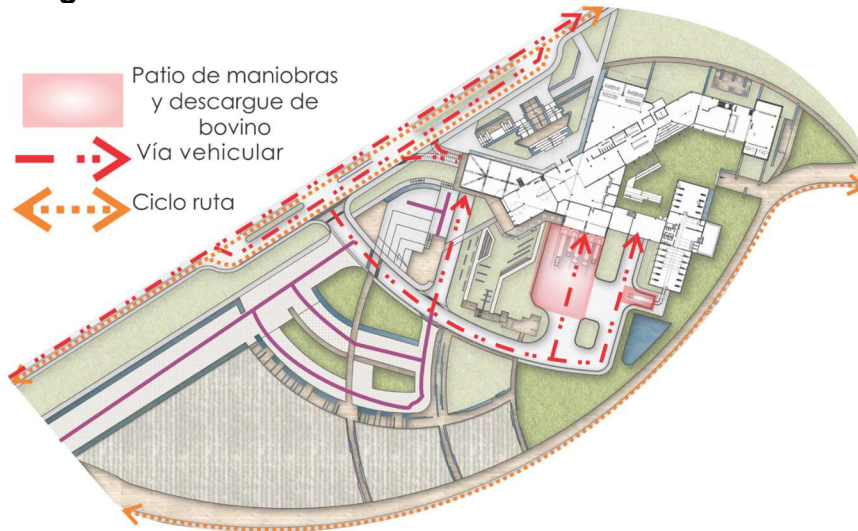 Patio de maniobras
y descargue de
bovino
Vía vehicular
Ciclo ruta